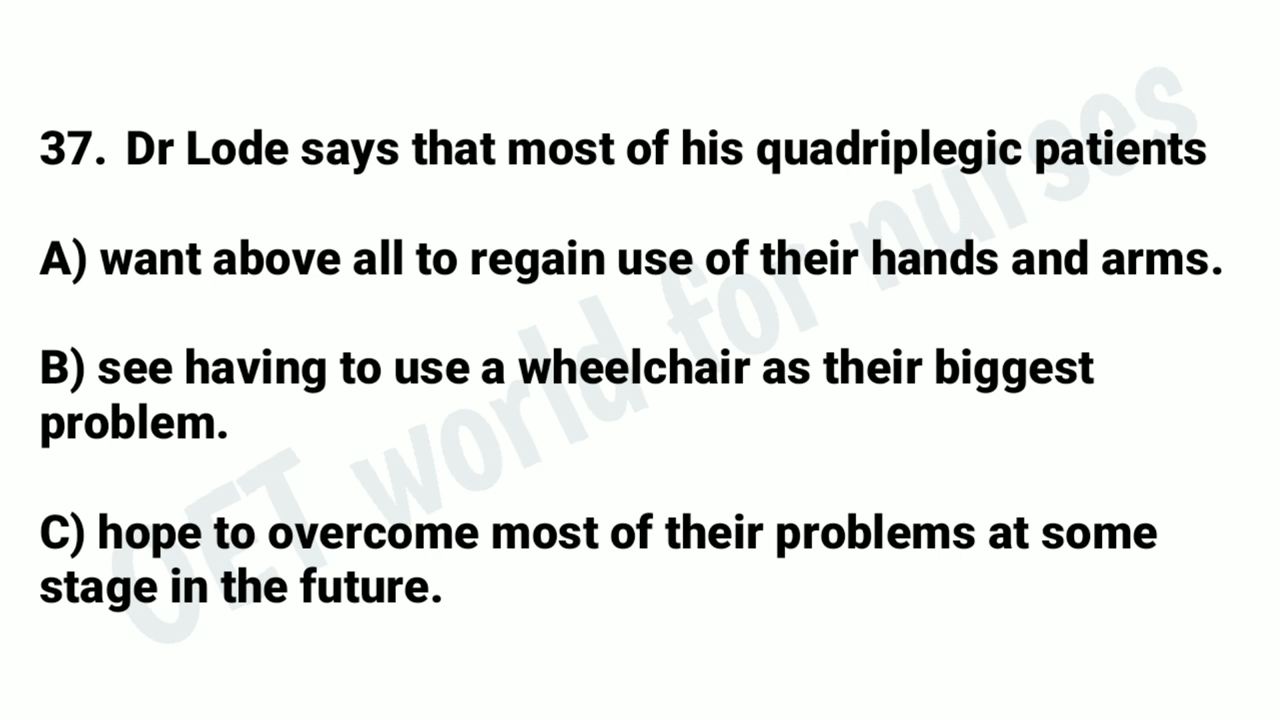 37. Dr Lode says that most of his quadriplegic patients
A) want above all to regain use of their hands and arms.
B) see having to use a wheelchair as their biggest
problem.
C) hope to overcome most of their problems at some
stage in the future.
OET world for nurses